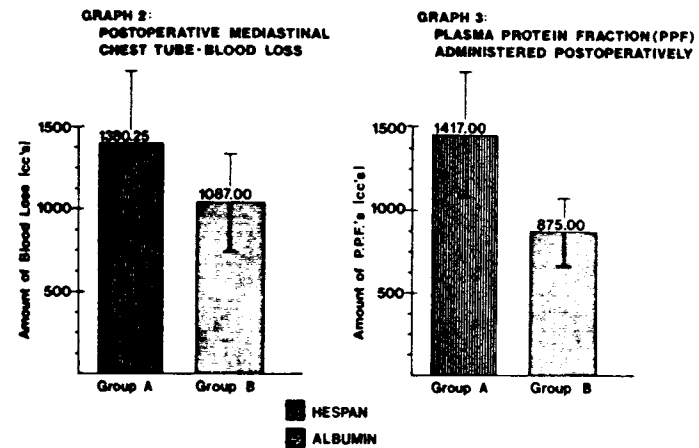 GRAPH 2:
POSTOPERATIVE MEDIASTINAL
CHEST TUBE-BLOOD LOSS
Amount of Blood Loss (cc's)
1500
1000
500
1380.25
1087.00
Group A
Group B
GRAPH 3:
PLASMA PROTEIN FRACTION(PPF)
ADMINISTERED POSTOPERATIVELY
Amount of P.P.F.'s (cc's)
1500
1000
500
1417.00
875.00
Group A
Group B
HESPAN
ALBUMIN